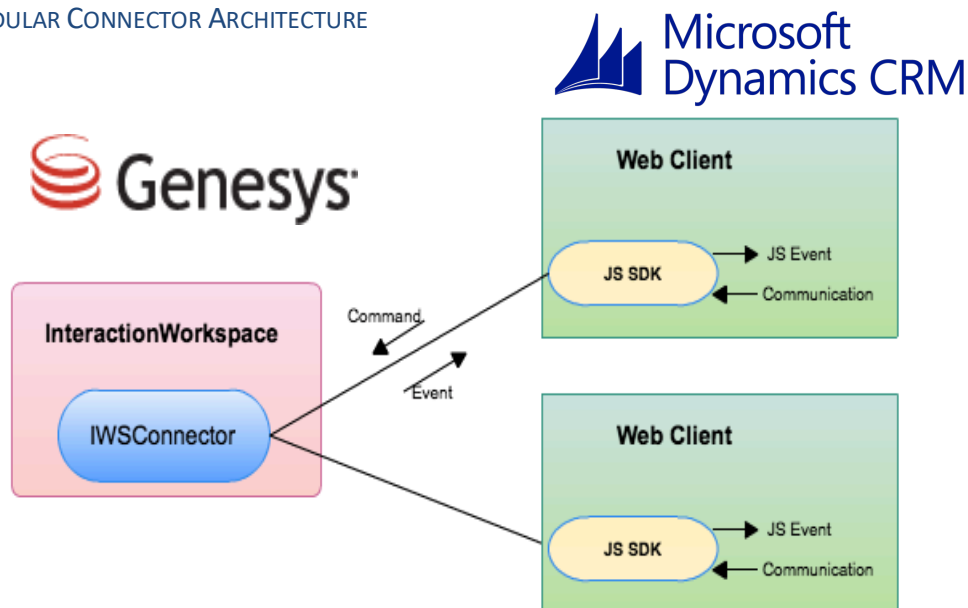 DULAR CONNECTOR ARCHITECTURE
Microsoft
Dynamics CRM
Genesys
Web Client
JS SDK
JS Event
Communication
InteractionWorkspace
IWSConnector
Command
Event
Web Client
JS SDK
JS Event
Communication